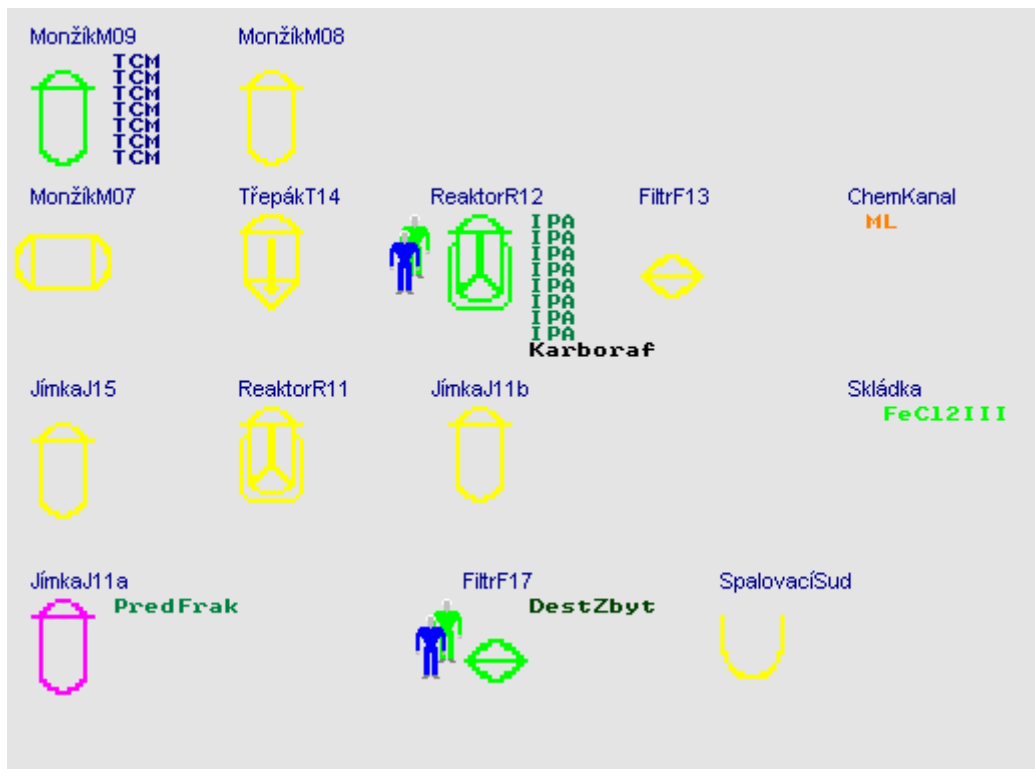 MonžíkM09
MonžíkM08
TCM
TCM
TCM
TCM
TCM
TCM
TCM
MonžíkM07
TřepákT14
ReaktorR12
FiltrF13
ChemKanal
IPA
IPA
IPA
IPA
IPA
IPA
IPA
IPA
Karboraf
ML
JímkaJ15
ReaktorR11
JímkaJ11b
Skládka
FeCl2III
JímkaJ11a
FiltrF17
SpalovacíSud
PredFrak
DestZbyt